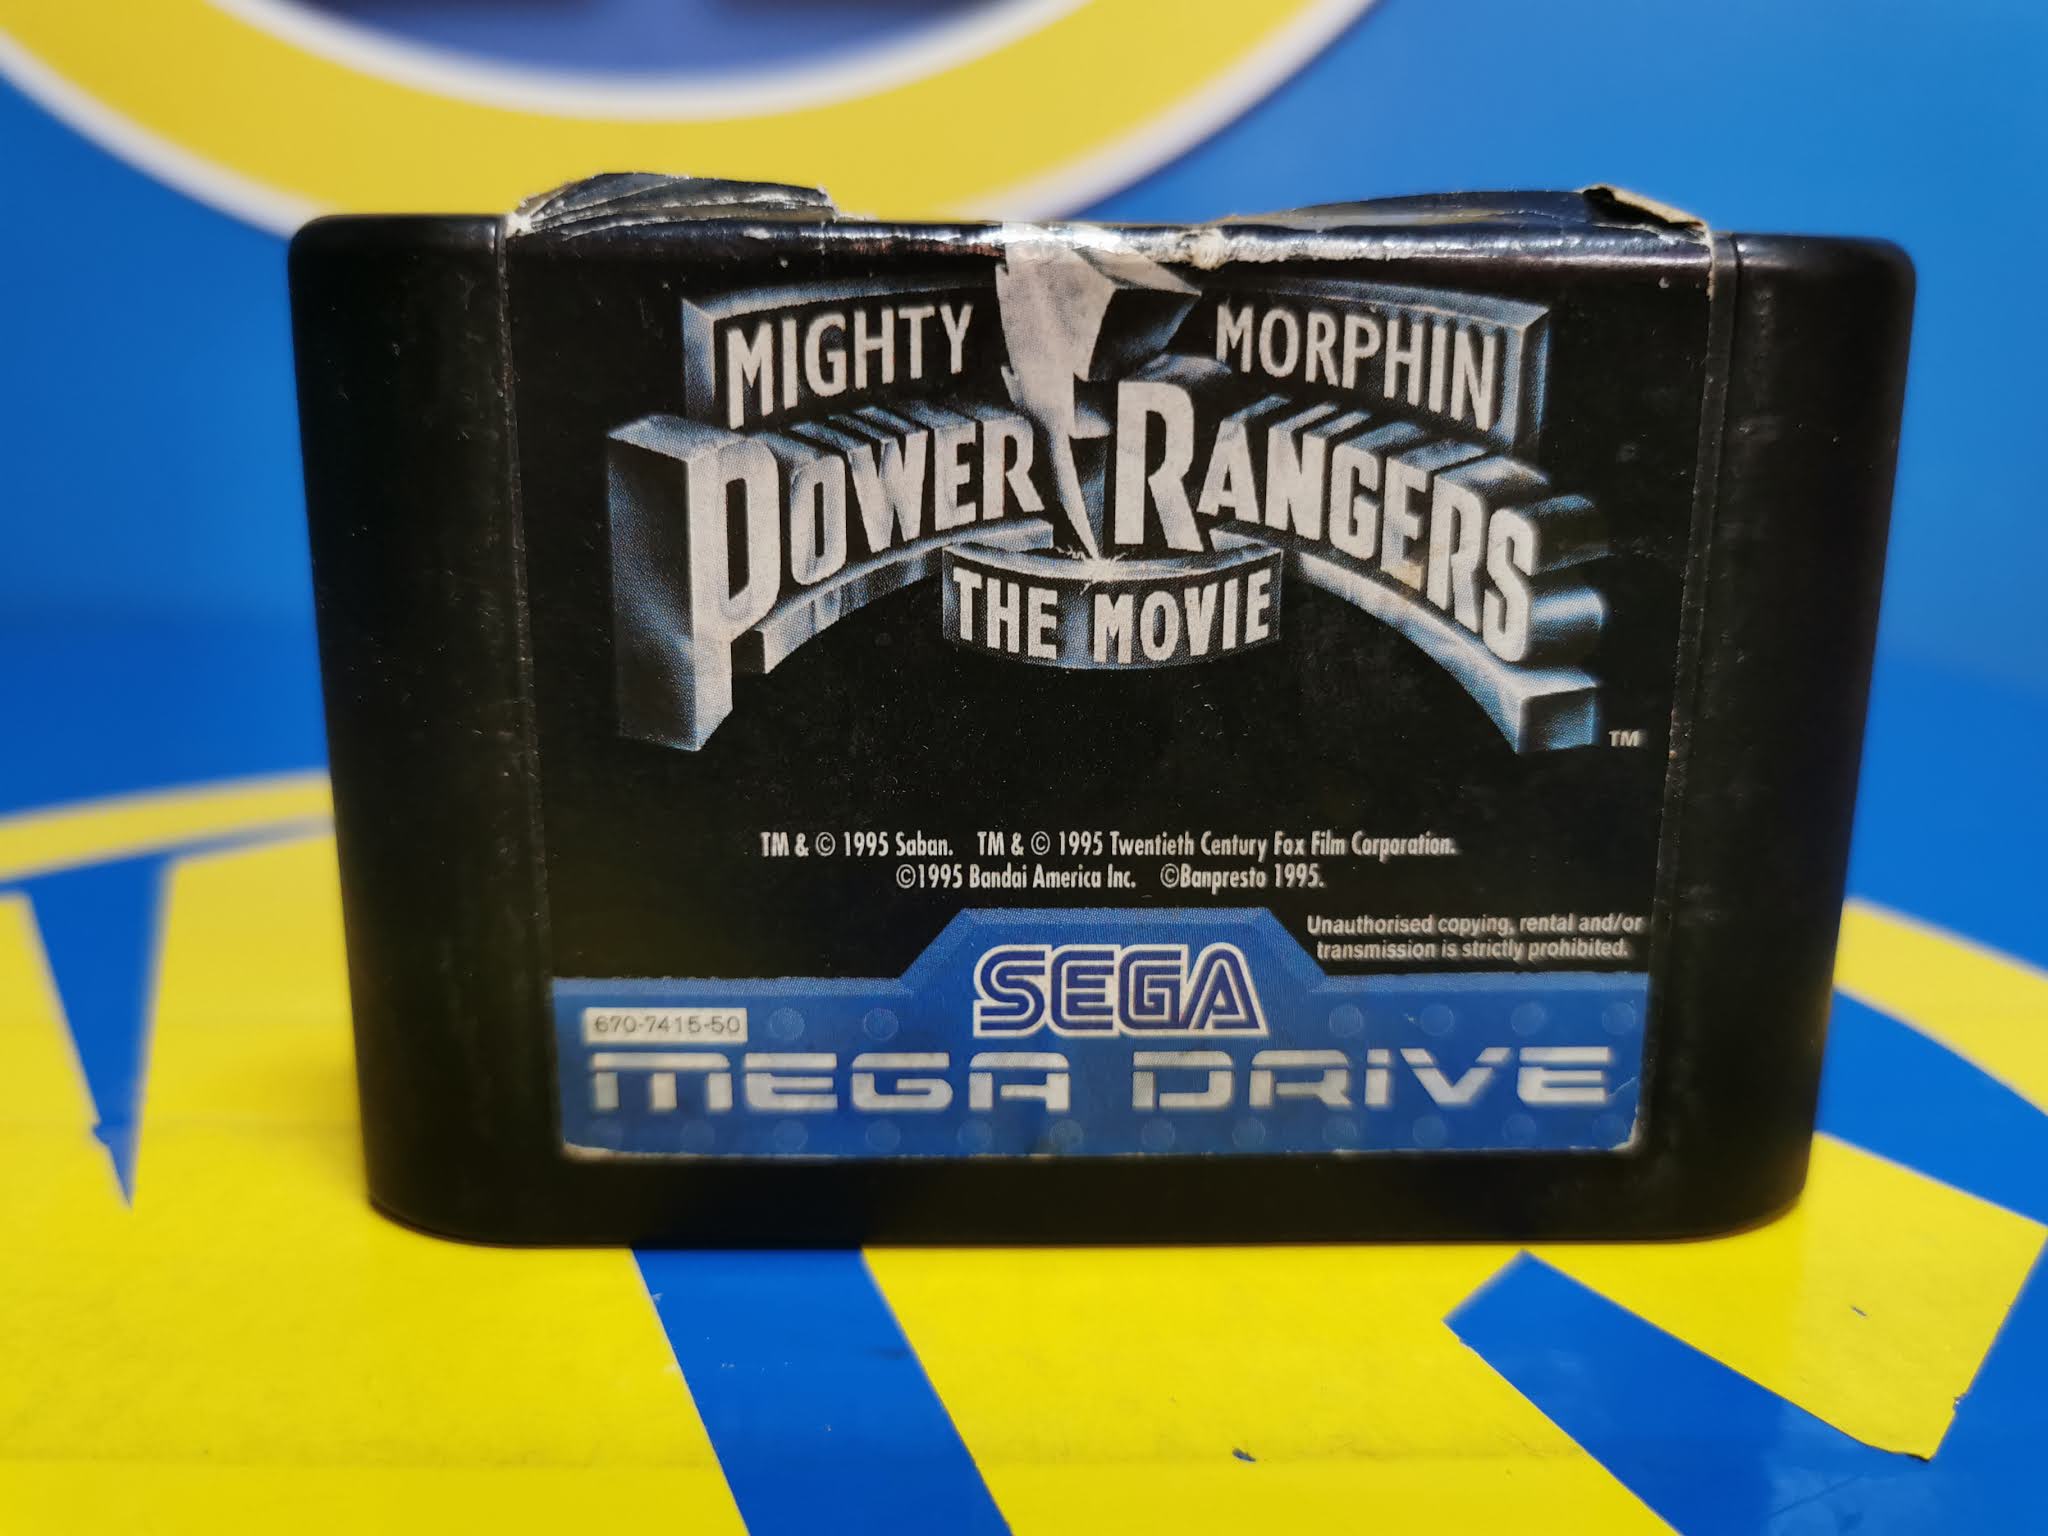 MIGHTY MORPHIN
POWER RANGERS
THE MOVIE
TM
TM & © 1995 Saban. TM & © 1995 Twentieth Century Fox Film Corporation.
©1995 Bandai America Inc. ©Banpresto 1995.
Unauthorised copying, rental and/or
transmission is strictly prohibited.
SEGA
670-7415-50
MEGA DRIVE